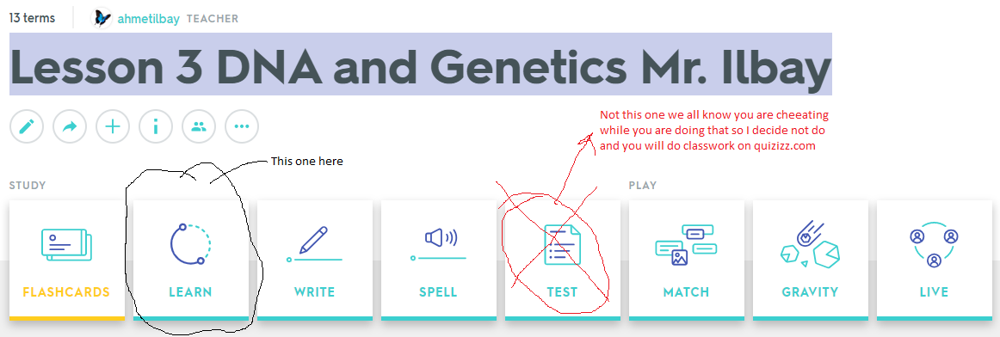 13 terms
ahmetilbay TEACHER
Lesson 3 DNA and Genetics Mr. Ilbay
Not this one we all know you are cheeating
while you are doing that so I decide not do
and you will do classwork on quizizz.com
This one here
STUDY
PLAY
FLASHCARDS
LEARN
WRITE
SPELL
TEST
MATCH
GRAVITY
LIVE